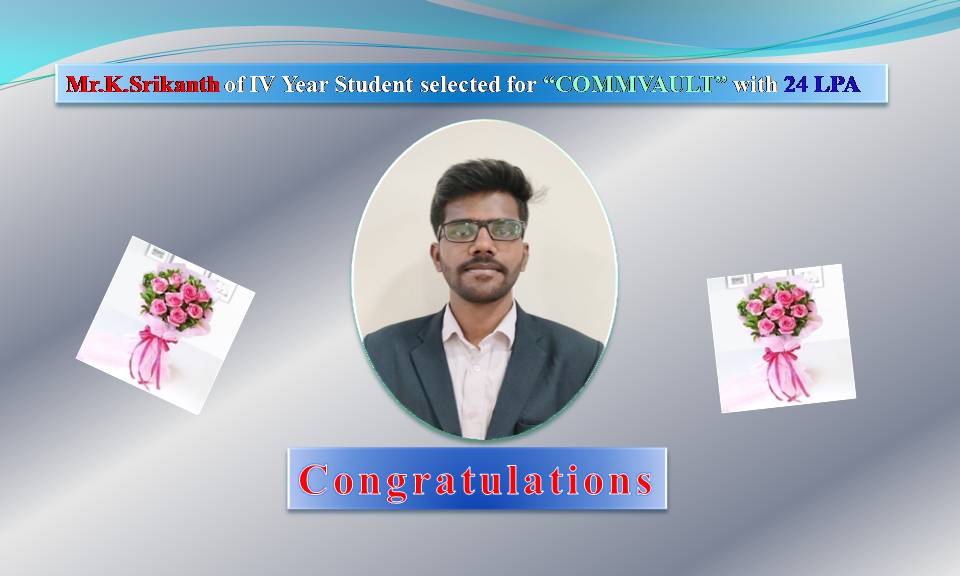 Mr.K.Srikanth of IV Year Student selected for “COMMVAULT” with 24 LPA
Congratulations